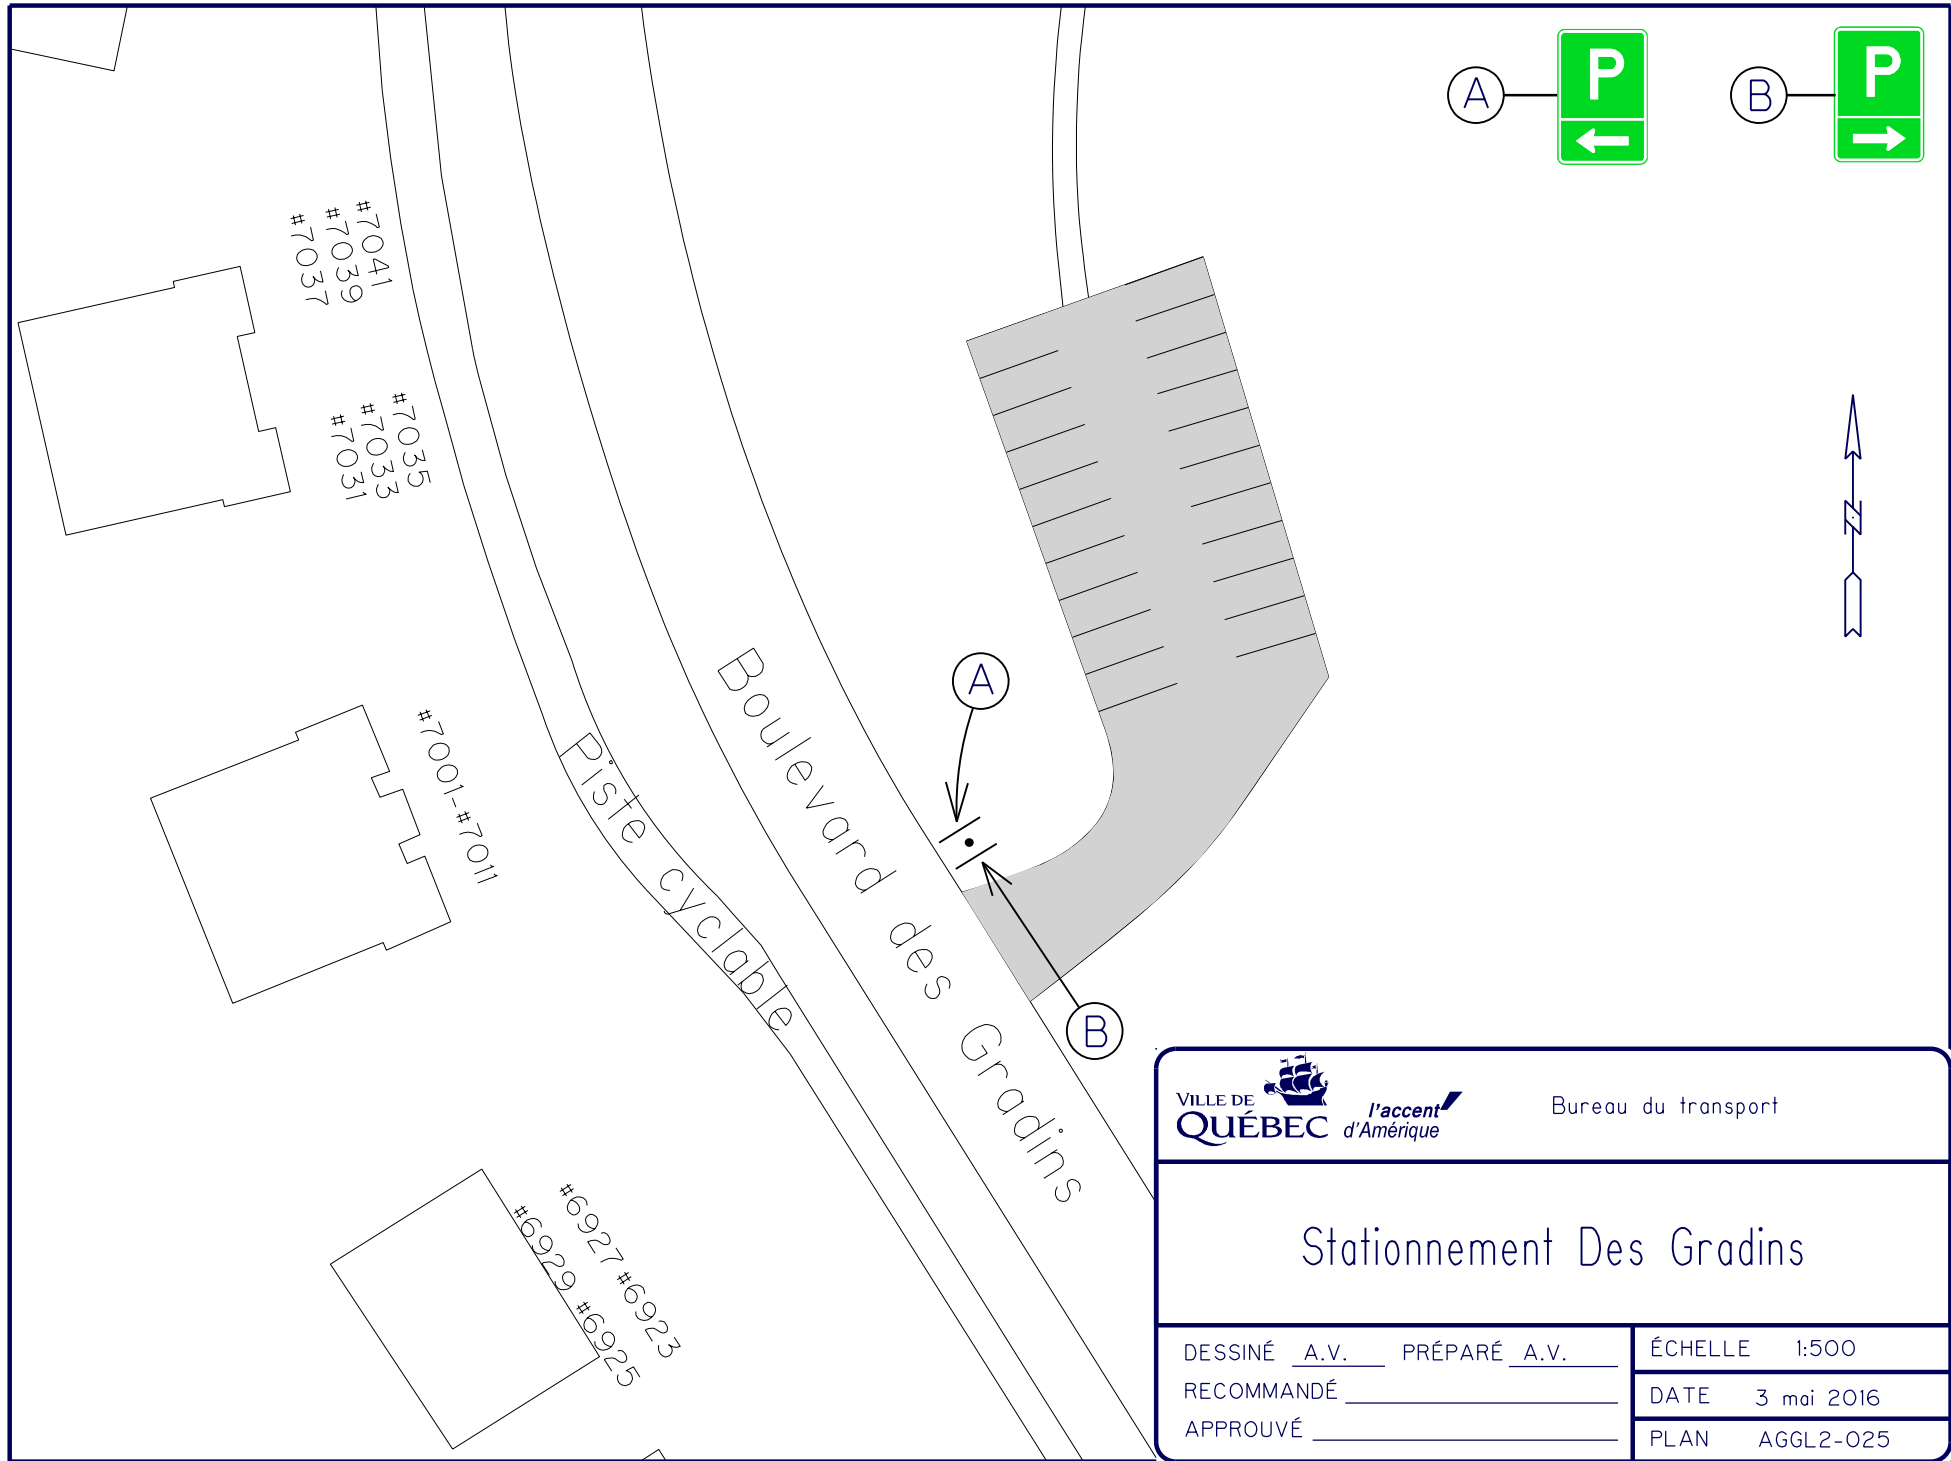 A
P
B
P
#7041
#7039
#7037
#7035
#7033
#7031
N
A
Boulevard des Gradins
#7001-#7011
Piste cyclable
B
#6927 #6923
#6929 #6925
VILLE DE
QUÉBEC
l'accent
d'Amérique
Bureau du transport
Stationnement Des Gradins
DESSINÉ A.V. PRÉPARÉ A.V.
RECOMMANDÉ
APPROUVÉ
ÉCHELLE 1:500
DATE 3 mai 2016
PLAN AGGL2-025